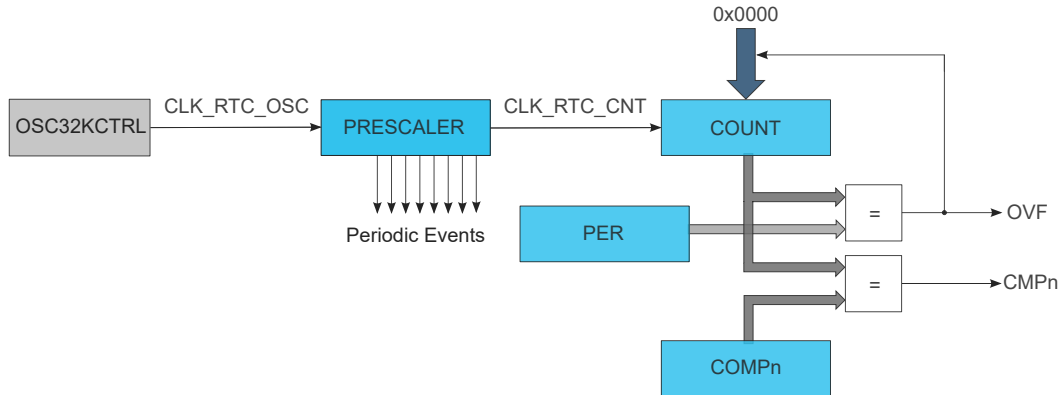 0x0000
CLK_RTC_OSC
CLK_RTC_CNT
OSC32KCTRL
PRESCALER
COUNT
Periodic Events
PER
=
OVF
=
CMPn
COMPn